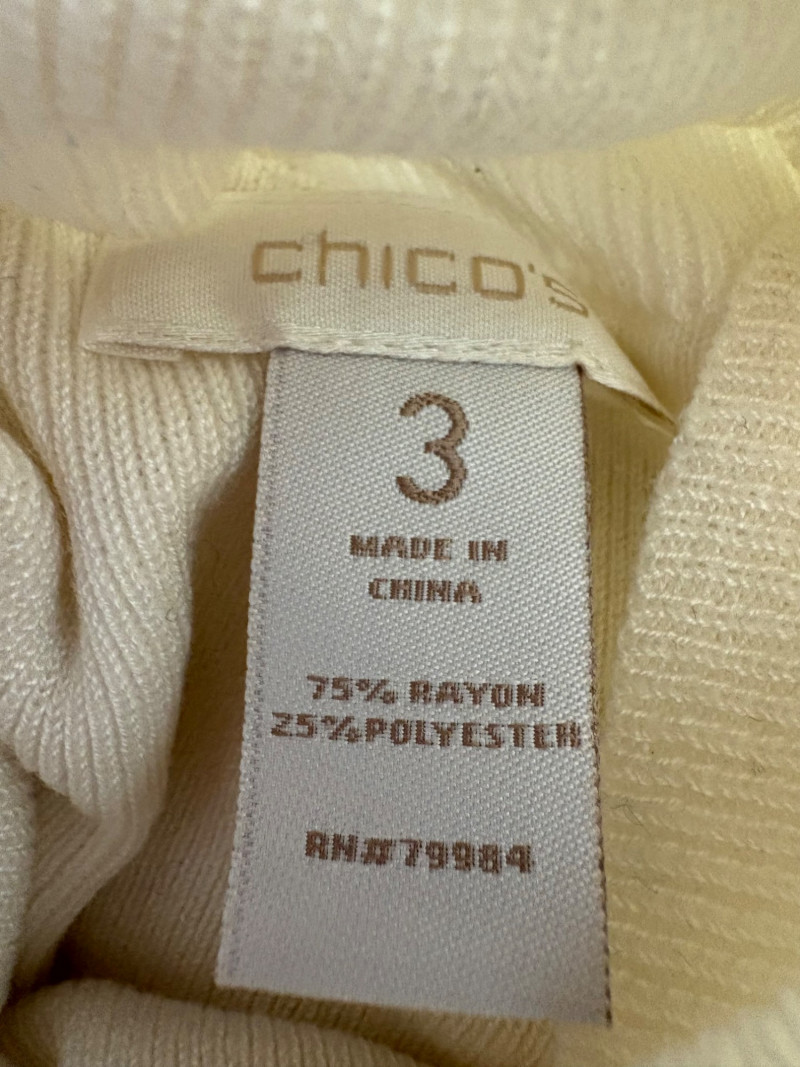 chico's
3
MADE IN
CHINA
75% RAYON
25%POLYESTER
RN#79984